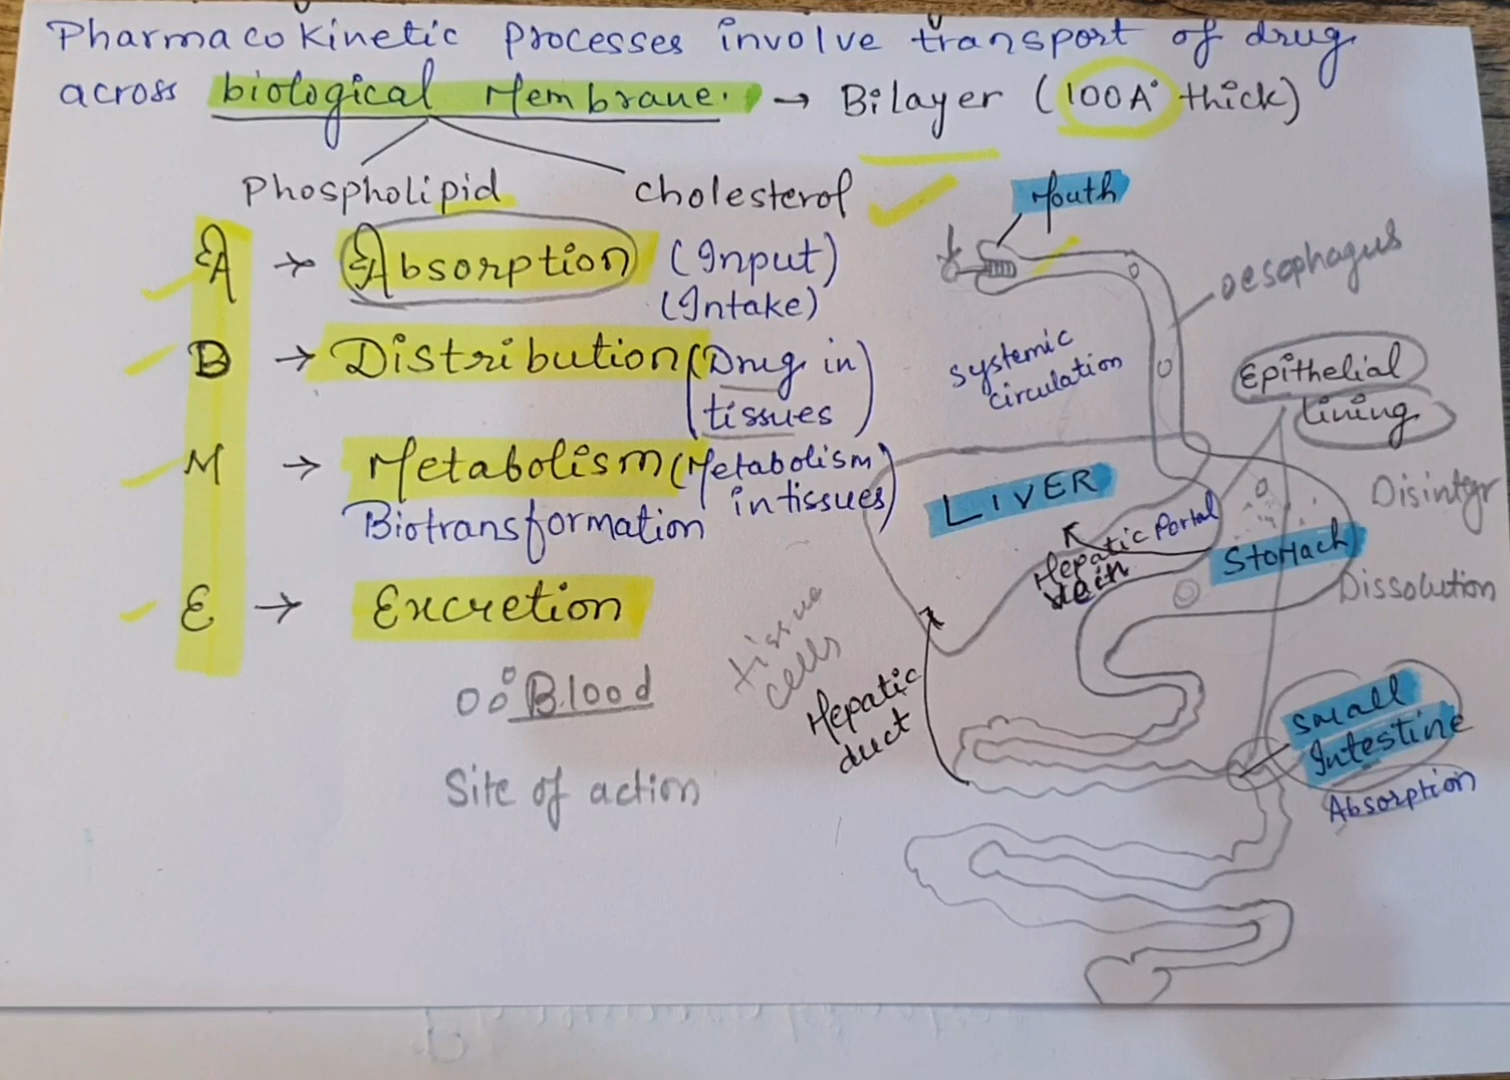 Pharmacokinetic processes involve transport of drug
across biological Membrane. → Bilayer (100A° thick)
Phospholipid cholesterol
A → Absorption (Input)
(Intake)
D → Distribution (Drug in
tissues)
M → Metabolism (Metabolism
in tissues)
Biotransformation
E → Excretion
Blood
Site of action
tissue
cells
Mouth
oesophagus
systemic
circulation
Epithelial
lining
LIVER
Hepatic Portal
vein
Disintgr
Stomach
Dissolution
Hepatic
duct
small
Intestine
Absorption